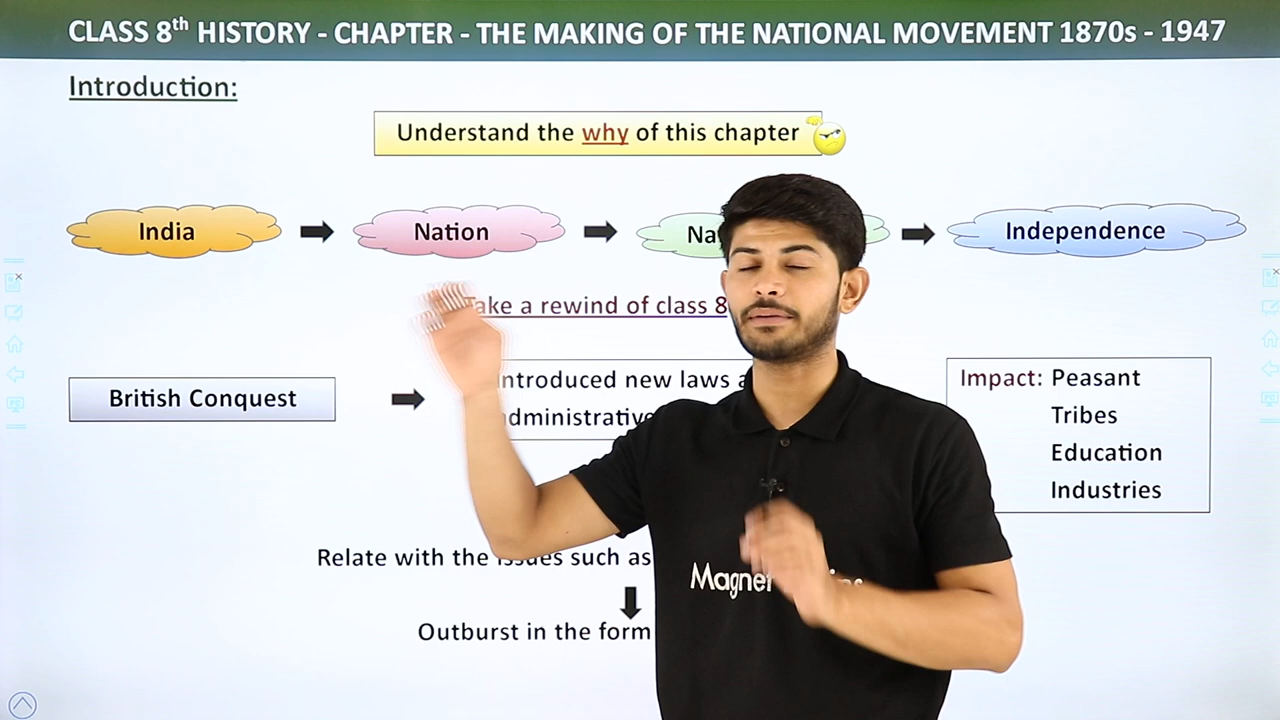 CLASS 8th HISTORY - CHAPTER - THE MAKING OF THE NATIONAL MOVEMENT 1870s - 1947
Introduction:
Understand the why of this chapter
India
Nation
Independence
Take a rewind of class 8
British Conquest
Introduced new laws
administrative
Impact: Peasant
Tribes
Education
Industries
Relate with the issues such as
Outburst in the form